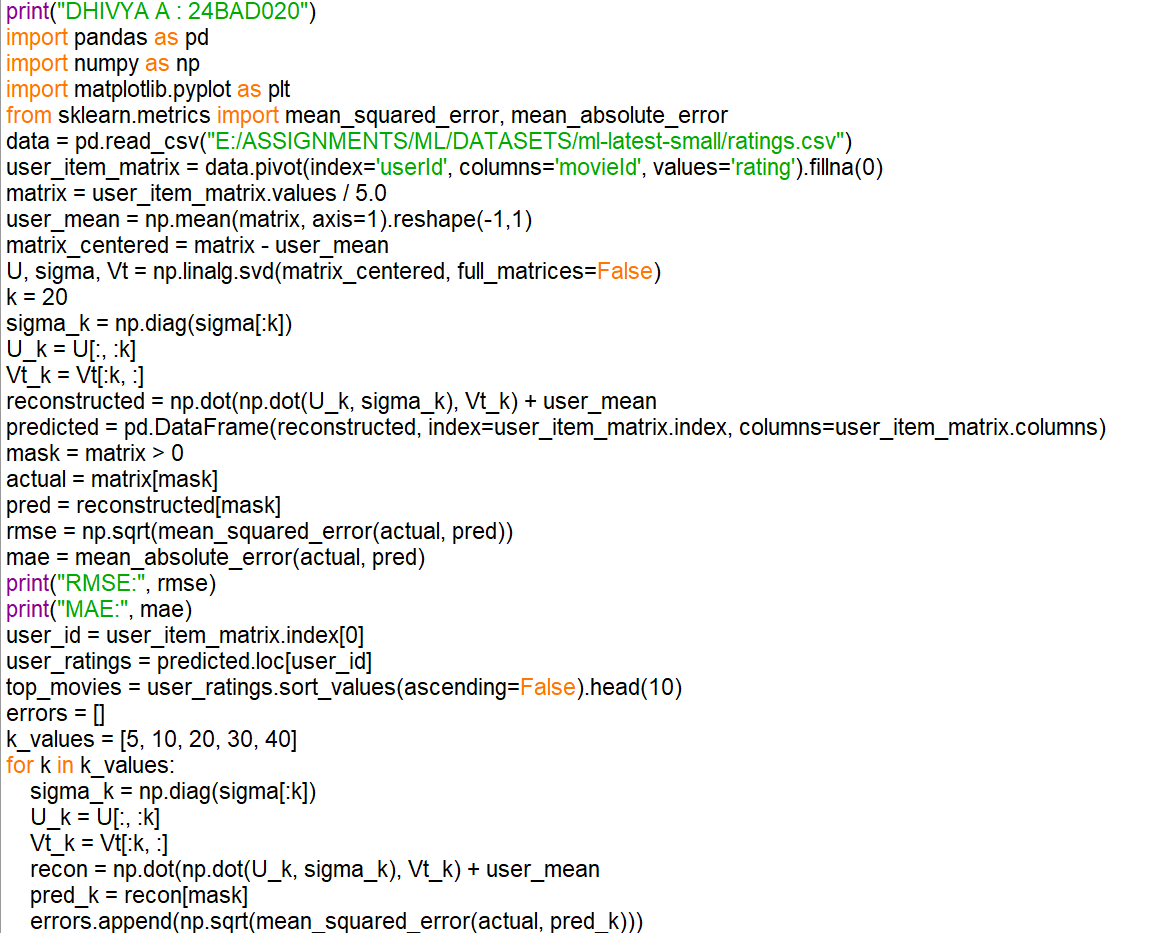 print("DHIVYA A : 24BAD020")
import pandas as pd
import numpy as np
import matplotlib.pyplot as plt
from sklearn.metrics import mean_squared_error, mean_absolute_error
data = pd.read_csv("E:/ASSIGNMENTS/ML/DATASETS/ml-latest-small/ratings.csv")
user_item_matrix = data.pivot(index='userId', columns='movieId', values='rating').fillna(0)
matrix = user_item_matrix.values / 5.0
user_mean = np.mean(matrix, axis=1).reshape(-1,1)
matrix_centered = matrix - user_mean
U, sigma, Vt = np.linalg.svd(matrix_centered, full_matrices=False)
k = 20
sigma_k = np.diag(sigma[:k])
U_k = U[:, :k]
Vt_k = Vt[:k, :]
reconstructed = np.dot(np.dot(U_k, sigma_k), Vt_k) + user_mean
predicted = pd.DataFrame(reconstructed, index=user_item_matrix.index, columns=user_item_matrix.columns)
mask = matrix > 0
actual = matrix[mask]
pred = reconstructed[mask]
rmse = np.sqrt(mean_squared_error(actual, pred))
mae = mean_absolute_error(actual, pred)
print("RMSE:", rmse)
print("MAE:", mae)
user_id = user_item_matrix.index[0]
user_ratings = predicted.loc[user_id]
top_movies = user_ratings.sort_values(ascending=False).head(10)
errors = []
k_values = [5, 10, 20, 30, 40]
for k in k_values:
    sigma_k = np.diag(sigma[:k])
    U_k = U[:, :k]
    Vt_k = Vt[:k, :]
    recon = np.dot(np.dot(U_k, sigma_k), Vt_k) + user_mean
    pred_k = recon[mask]
    errors.append(np.sqrt(mean_squared_error(actual, pred_k)))